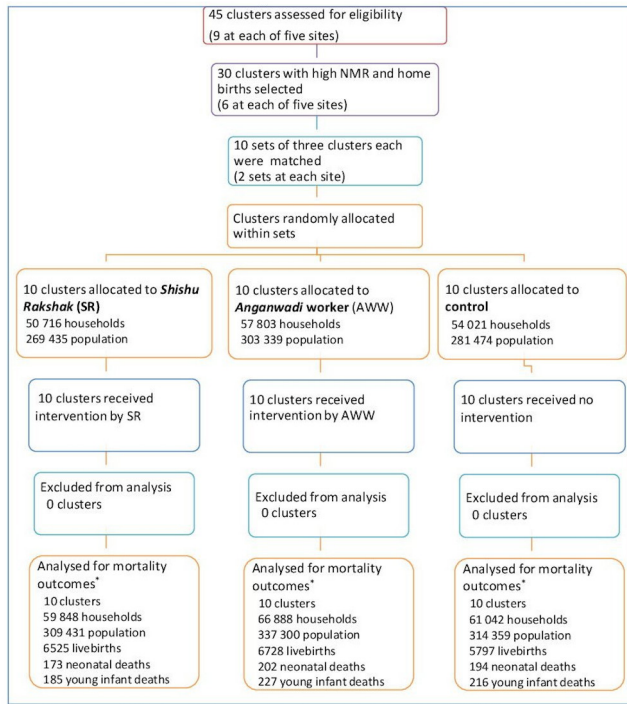 45 clusters assessed for eligibility
(9 at each of five sites)
30 clusters with high NMR and home
births selected
(6 at each of five sites)
10 sets of three clusters each
were matched
(2 sets at each site)
Clusters randomly allocated
within sets
10 clusters allocated to Shishu
Rakshak (SR)
50 716 households
269 435 population
10 clusters allocated to
Anganwadi worker (AWW)
57 803 households
303 339 population
10 clusters allocated to
control
54 021 households
281 474 population
10 clusters received
intervention by SR
10 clusters received
intervention by AWW
10 clusters received no
intervention
Excluded from analysis
0 clusters
Excluded from analysis
0 clusters
Excluded from analysis
0 clusters
Analysed for mortality
outcomes*
10 clusters
59 848 households
309 431 population
6525 livebirths
173 neonatal deaths
185 young infant deaths
Analysed for mortality
outcomes*
10 clusters
66 888 households
337 300 population
6728 livebirths
202 neonatal deaths
227 young infant deaths
Analysed for mortality
outcomes*
10 clusters
61 042 households
314 359 population
5797 livebirths
194 neonatal deaths
216 young infant deaths